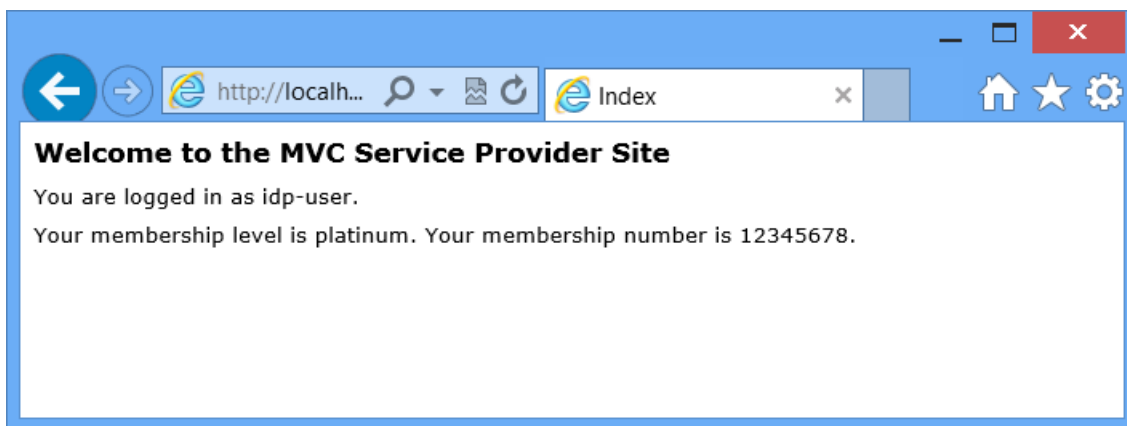 http://localh...
Index
Welcome to the MVC Service Provider Site
You are logged in as idp-user.
Your membership level is platinum. Your membership number is 12345678.